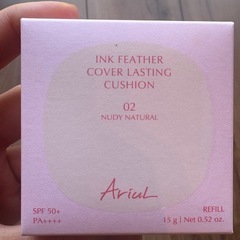 INK FEATHER
COVER LASTING
CUSHION
02
NUDY NATURAL
Ariul
SPF 50+
PA++++
REFILL
15 g | Net 0.52 oz.